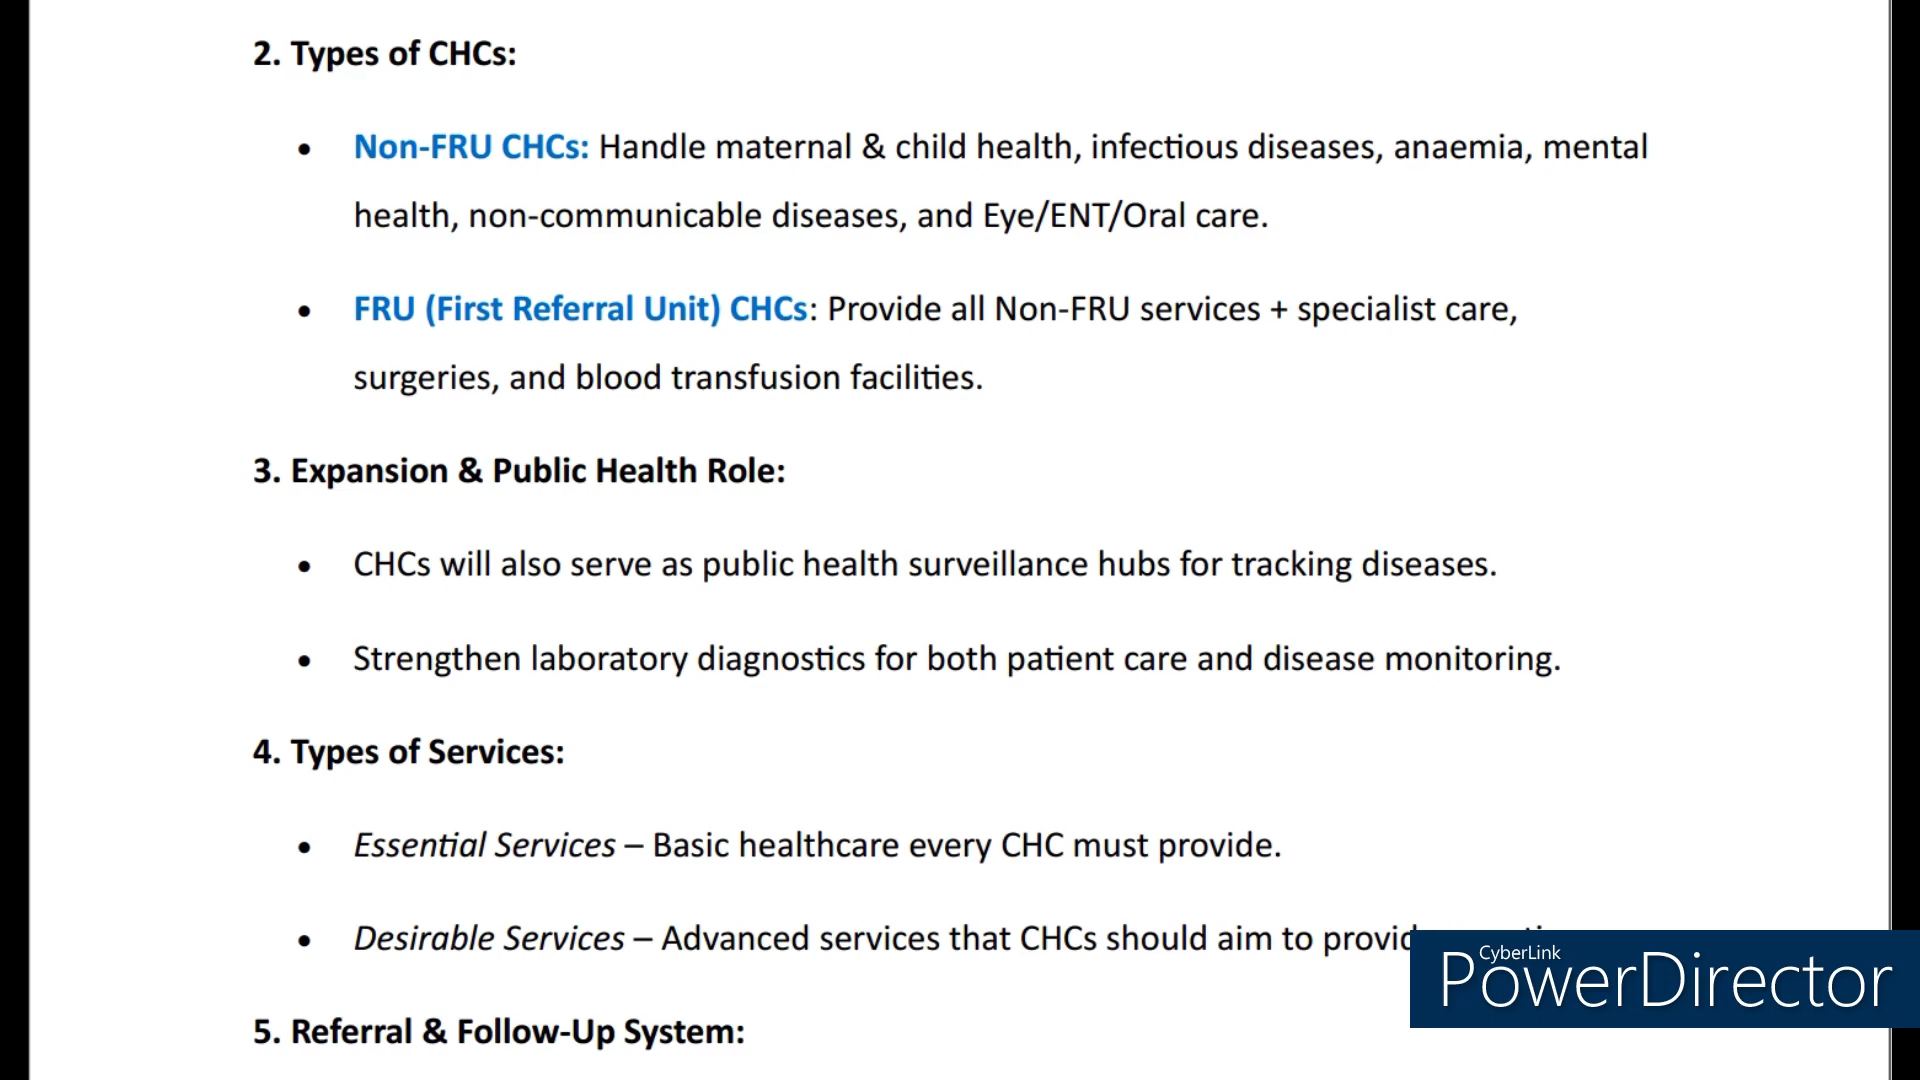 2. Types of CHCs:
• Non-FRU CHCs: Handle maternal & child health, infectious diseases, anaemia, mental
health, non-communicable diseases, and Eye/ENT/Oral care.
• FRU (First Referral Unit) CHCs: Provide all Non-FRU services + specialist care,
surgeries, and blood transfusion facilities.
3. Expansion & Public Health Role:
• CHCs will also serve as public health surveillance hubs for tracking diseases.
• Strengthen laboratory diagnostics for both patient care and disease monitoring.
4. Types of Services:
• Essential Services – Basic healthcare every CHC must provide.
• Desirable Services – Advanced services that CHCs should aim to
CyberLink
PowerDirector
5. Referral & Follow-Up System: